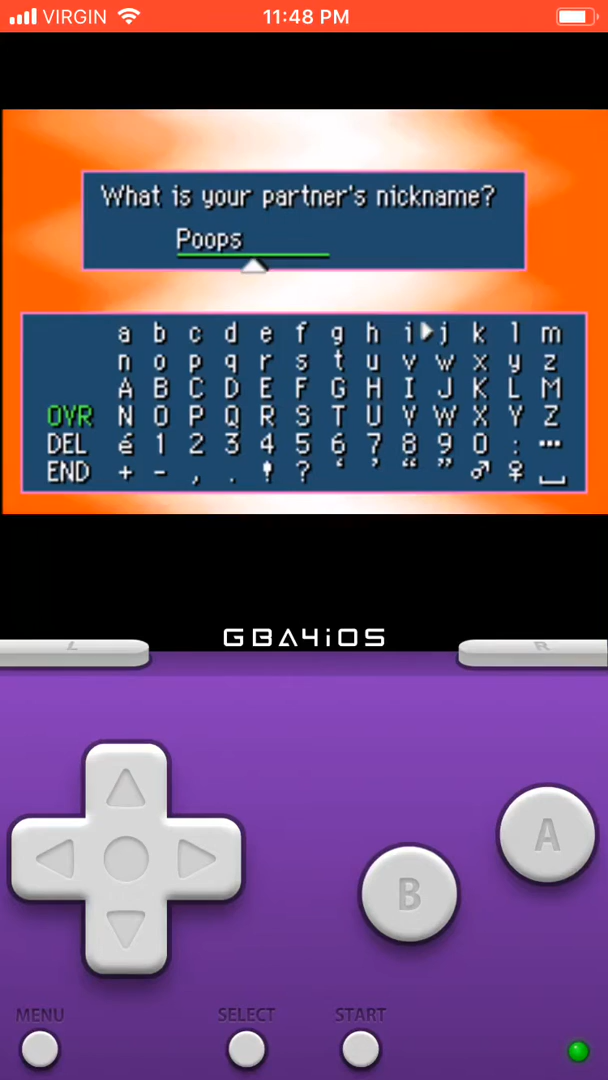 VIRGIN 11:48 PM
What is your partner's nickname?
Poops
a b c d e f g h i j k l m
n o p q r s t u v w x y z
A B C D E F G H I J K L M
OVR N O P Q R S T U V W X Y Z
DEL é 1 2 3 4 5 6 7 8 9 0 : …
END + - , . ! ? ‘ ’ “ ” ♂ ♀ ⎵
GBA4iOS
L R
A
B
MENU SELECT START